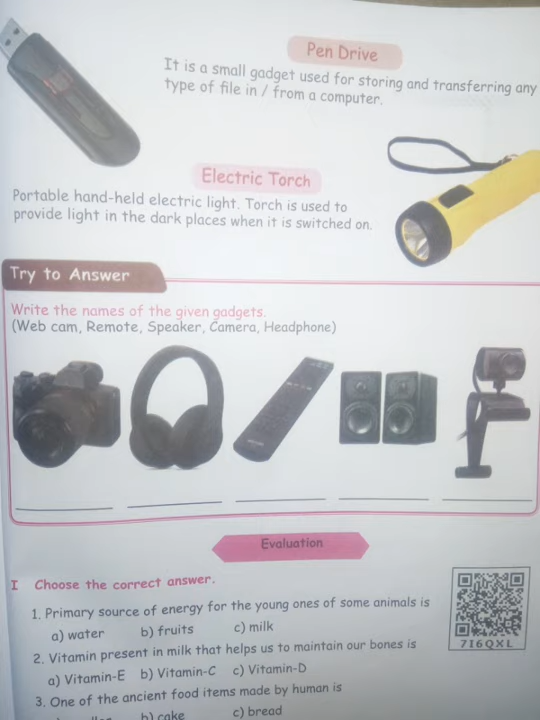 Pen Drive
It is a small gadget used for storing and transferring any
type of file in / from a computer.
Electric Torch
Portable hand-held electric light. Torch is used to
provide light in the dark places when it is switched on.
Try to Answer
Write the names of the given gadgets.
(Web cam, Remote, Speaker, Camera, Headphone)
Evaluation
I Choose the correct answer.
1. Primary source of energy for the young ones of some animals is
a) water b) fruits c) milk
2. Vitamin present in milk that helps us to maintain our bones is
a) Vitamin-E b) Vitamin-C c) Vitamin-D
3. One of the ancient food items made by human is
b) cake c) bread
7I6QXL